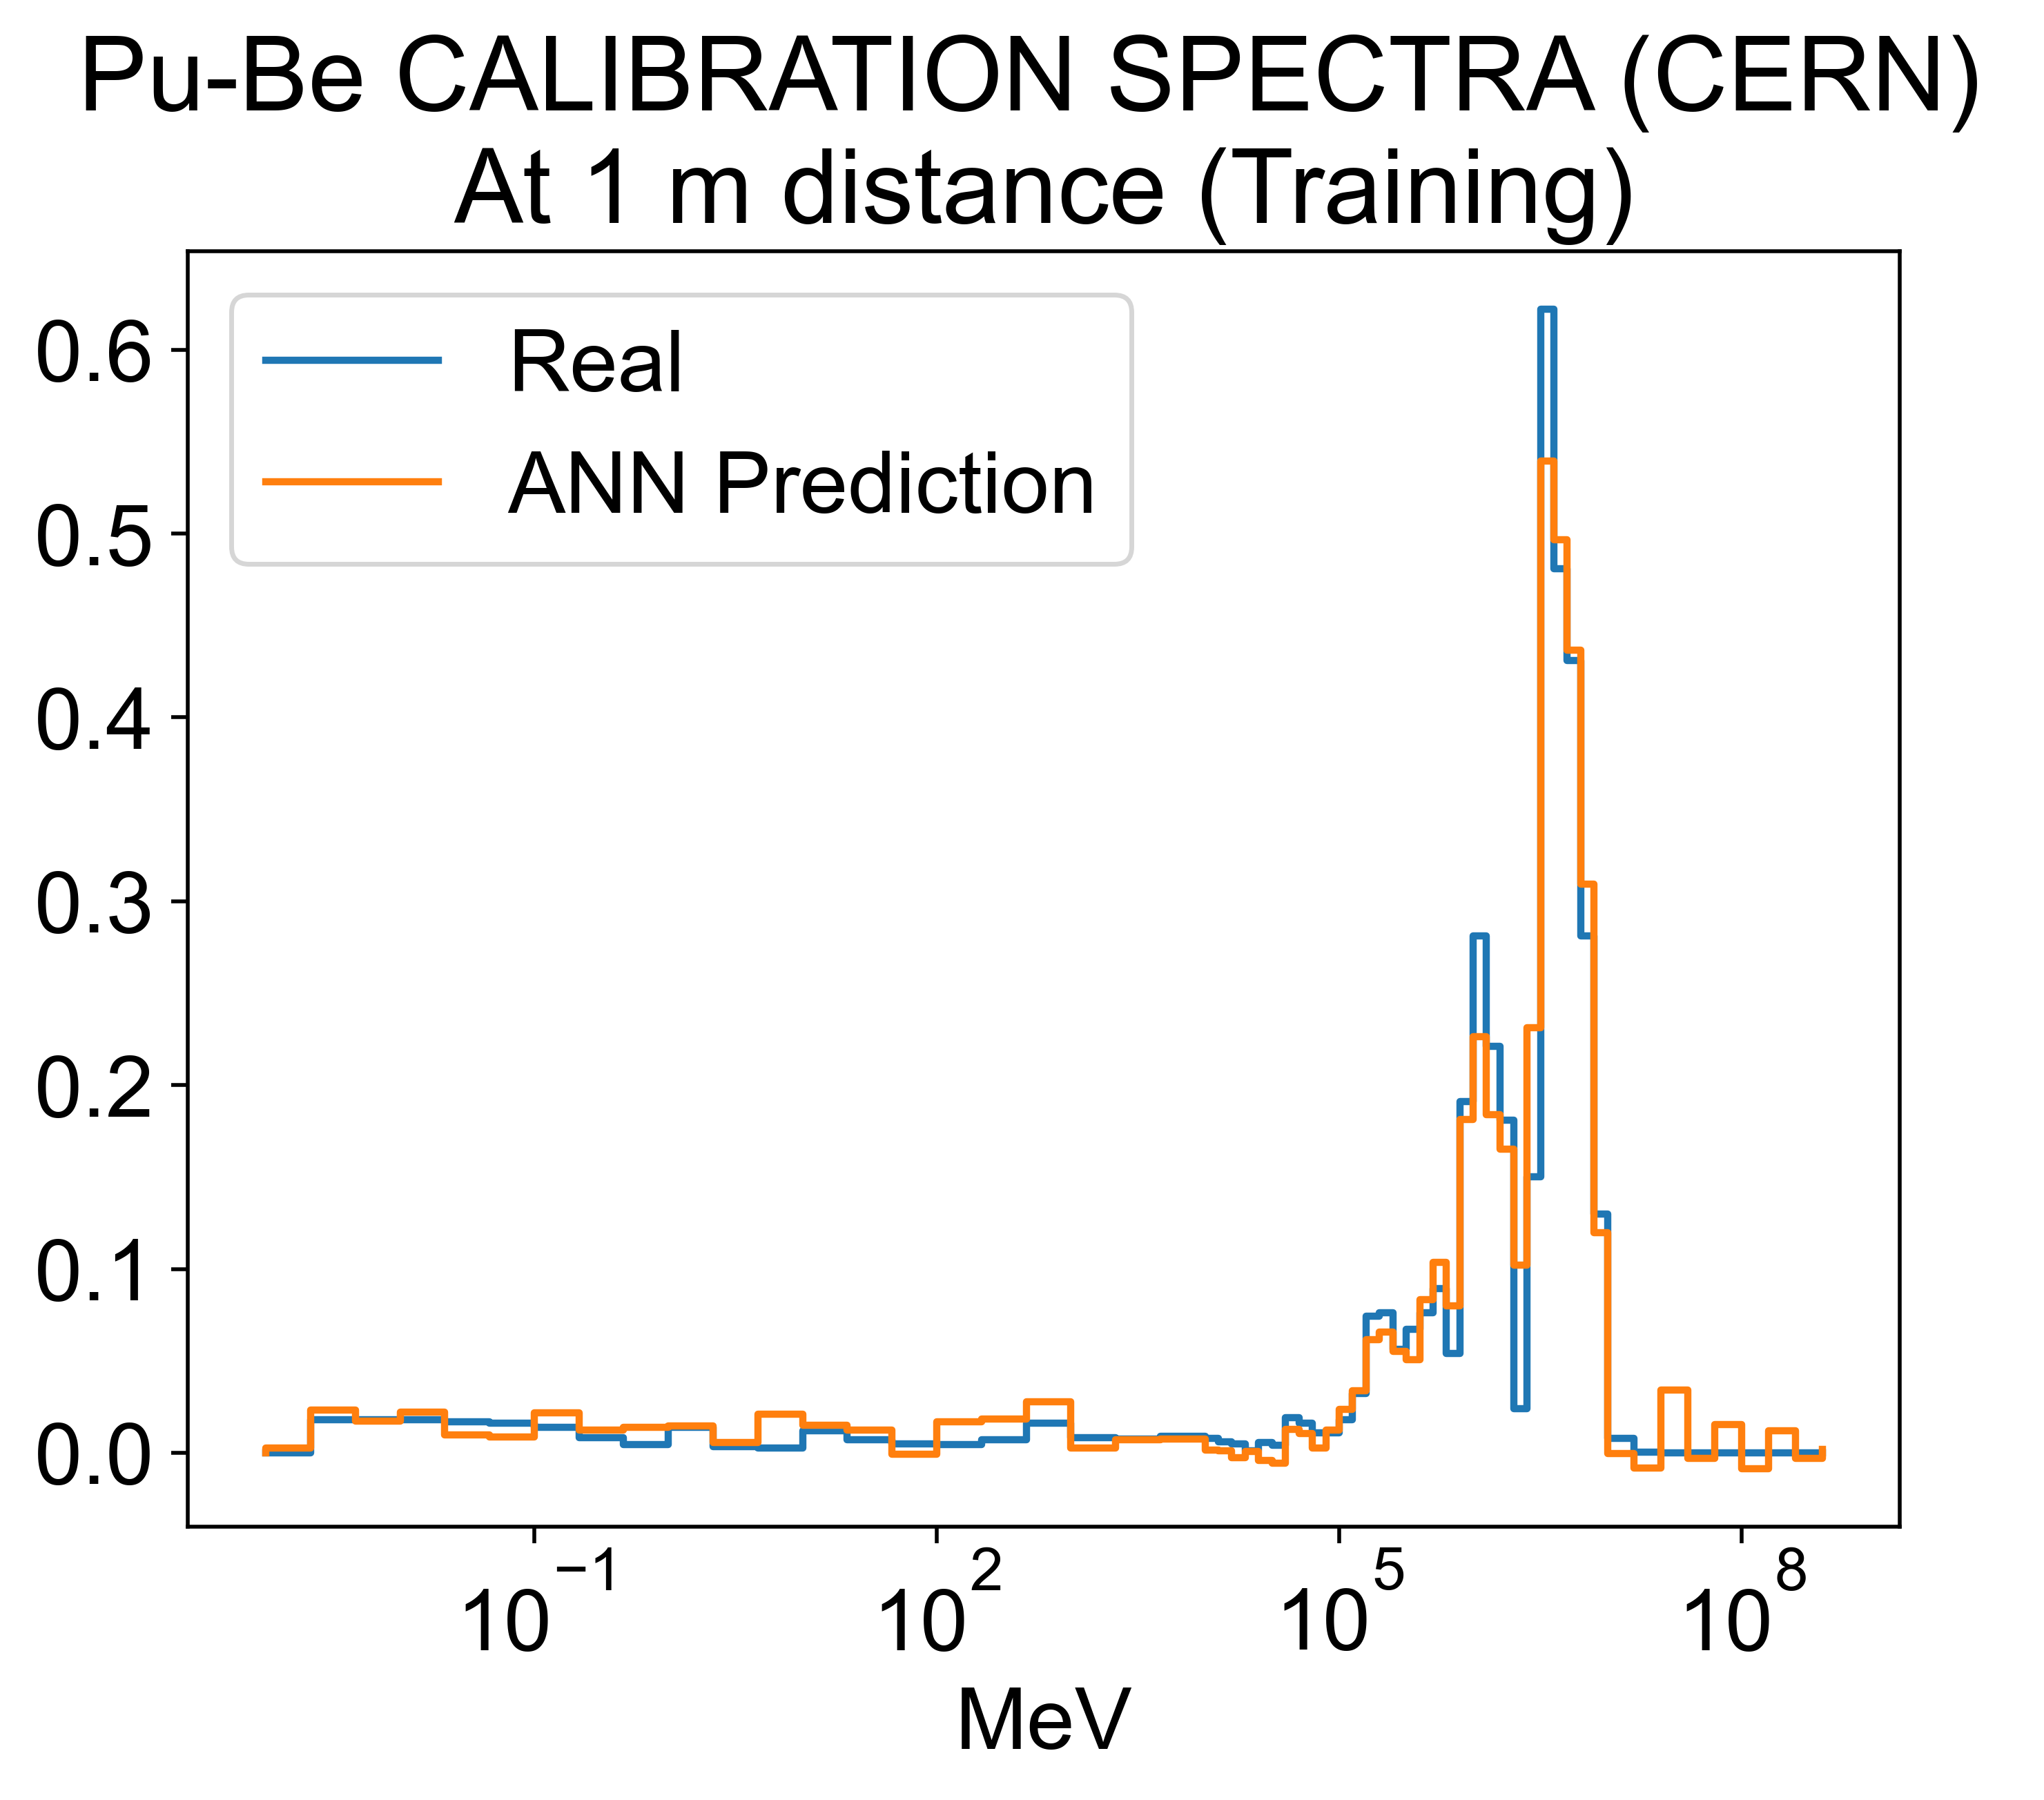 Pu-Be CALIBRATION SPECTRA (CERN)
At 1 m distance (Training)
Real
ANN Prediction
0.6
0.5
0.4
0.3
0.2
0.1
0.0
10⁻¹ 10² 10⁵ 10⁸
MeV